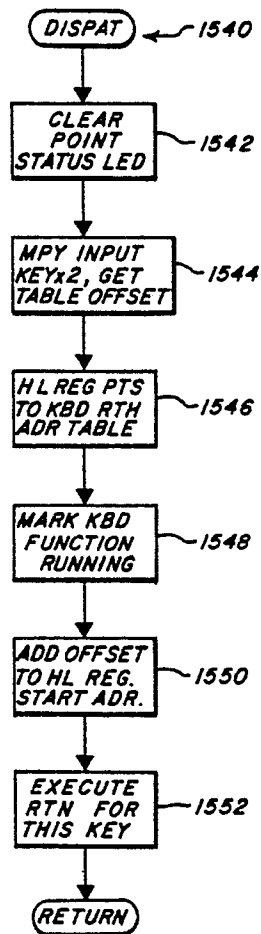 DISPAT
1540
CLEAR
POINT
STATUS LED
1542
MPY INPUT
KEYx2, GET
TABLE OFFSET
1544
HL REG PTS
TO KBD RTH
ADR TABLE
1546
MARK KBD
FUNCTION
RUNNING
1548
ADD OFFSET
TO HL REG.
START ADR.
1550
EXECUTE
RTN FOR
THIS KEY
1552
RETURN